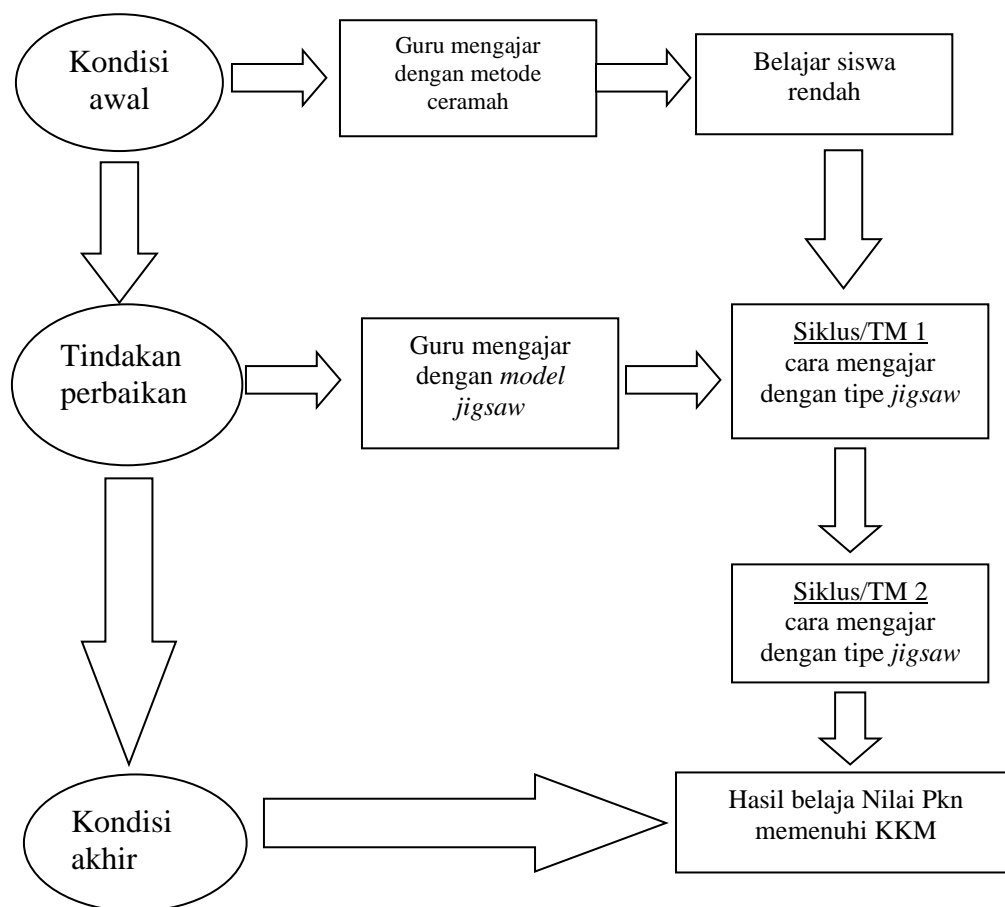 Kondisi
awal
Guru mengajar
dengan metode
ceramah
Belajar siswa
rendah
Tindakan
perbaikan
Guru mengajar
dengan model
jigsaw
Siklus/TM 1
cara mengajar
dengan tipe jigsaw
Siklus/TM 2
cara mengajar
dengan tipe jigsaw
Kondisi
akhir
Hasil belaja Nilai Pkn
memenuhi KKM